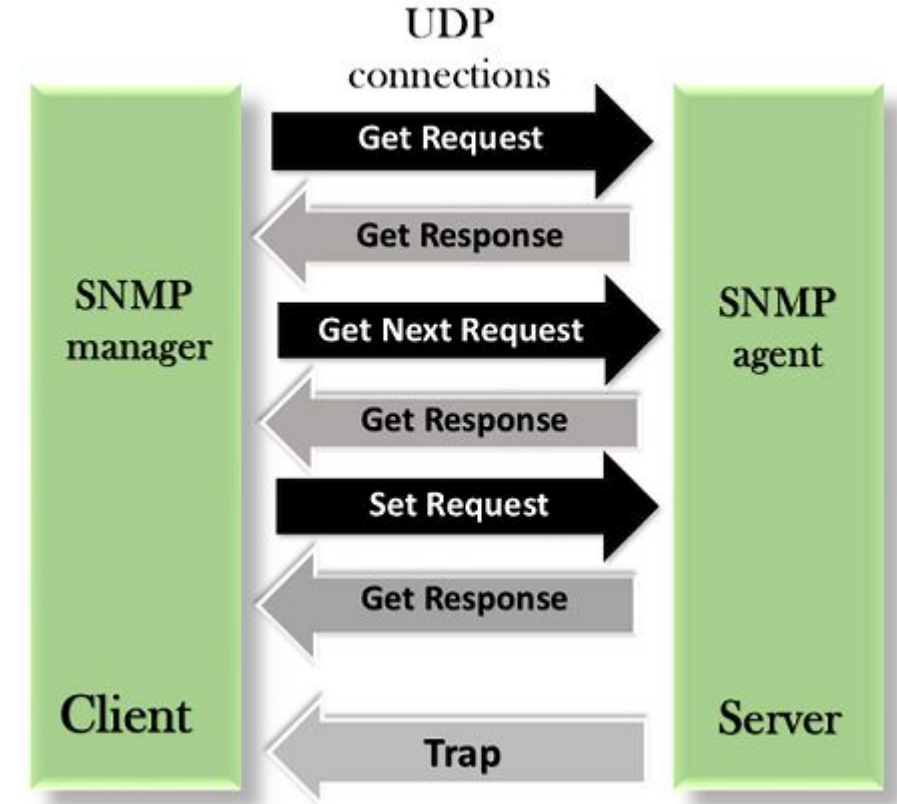 UDP
connections
Get Request
Get Response
SNMP
manager
Get Next Request
SNMP
agent
Get Response
Set Request
Get Response
Client
Server
Trap